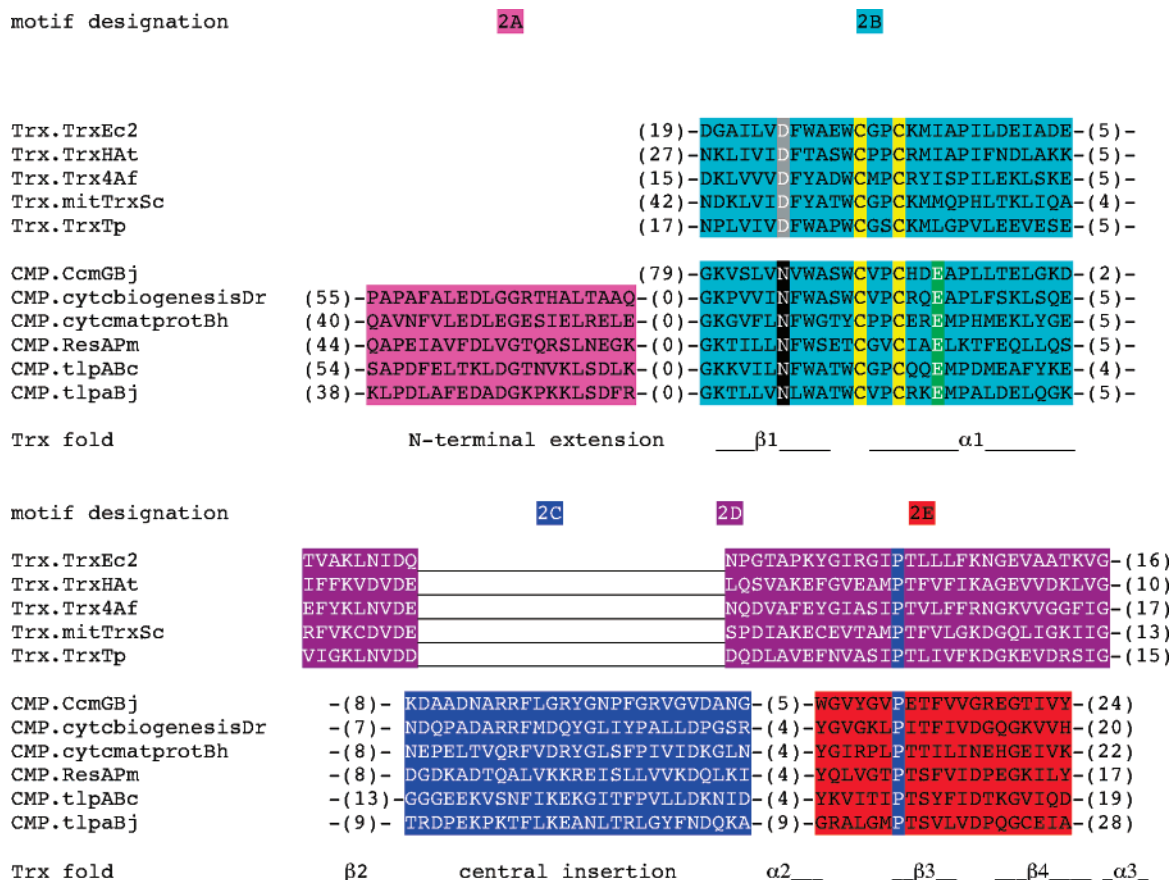 motif designation 2A 2B
Trx.TrxEc2 (19)-DGAILVDFWAEWCGPCKMIAPILDEIADE-(5)-
Trx.TrxHAt (27)-NKLIVIDFTASWCPPCRMIAPIFNDLAKK-(5)-
Trx.Trx4Af (15)-DKLVVVDFYADWCMPCRYISPILEKLSKE-(5)-
Trx.mitTrxSc (42)-NDKLVIDFYATWCGPCKMMQPHLTKLIQA-(4)-
Trx.TrxTp (17)-NPLVIVDFWAPWCGSCKMLGPVLEEVESE-(5)-
CMP.CcmGBj (79)-GKVSLVNVWASWCVPCHDEAPLLTELGKD-(2)-
CMP.cytcbiogenesisDr (55)-PAPAFALEDLGGRTHALTAAQ-(0)-GKPVVINFWASWCVPCRQEAPLFSKLSQE-(5)-
CMP.cytcmatprotBh (40)-QAVNFVLEDLEGESIELRELE-(0)-GKGVFLNFWGTYCPPCEREMPHMEKLYGE-(5)-
CMP.ResAPm (44)-QAPEIAVFDLVGTQRSLNEGK-(0)-GKTILLNFWSETCGVCIAELKTFEQLLQS-(5)-
CMP.tlpABc (54)-SAPDFELTKLDGTNVKLSDLK-(0)-GKKVILNFWATWCGPCQQEMPDMEAFYKE-(4)-
CMP.tlpaBj (38)-KLPDLAFEDADGKPKKLSDFR-(0)-GKTLLVNLWATWCVPCRKEMPALDELQGK-(5)-
Trx fold N-terminal extension β1 α1
motif designation 2C 2D 2E
Trx.TrxEc2 TVAKLNIDQ NPGTAPKYGIRGIPTLLLFKNGEVAATKVG-(16)
Trx.TrxHAt IFFKVDVDE LQSVAKEFGVEAMPTFVFIKAGEVVDKLVG-(10)
Trx.Trx4Af EFYKLNVDE NQDVAFEYGIASIPTVLFFRNGKVVGGFIG-(17)
Trx.mitTrxSc RFVKCDVDE SPDIAKECEVTAMPTFVLGKDGQLIGKIIG-(13)
Trx.TrxTp VIGKLNVDD DQDLAVEFNVASIPTLIVFKDGKEVDRSIG-(15)
CMP.CcmGBj -(8)- KDAADNARRFLGRYGNPFGRVGVDANG-(5)-WGVYGVPETFVVGREGTIVY-(24)
CMP.cytcbiogenesisDr -(7)- NDQPADARRFMDQYGLIYPALLDPGSR-(4)-YGVGKLPITFIVDGQGKVVH-(20)
CMP.cytcmatprotBh -(8)- NEPELTVQRFVDRYGLSFPIVIDKGLN-(4)-YGIRPLPTTILINEHGEIVK-(22)
CMP.ResAPm -(8)-DGDKADTQALVKKREISLLVVKDQLKI-(4)-YQLVGTPTSFVIDPEGKILY-(17)
CMP.tlpABc -(13)-GGGEEKVSNFIKEKGITFPVLLDKNID-(4)-YKVITIPTSYFIDTKGVIQD-(19)
CMP.tlpaBj -(9)- TRDPEKPKTFLKEANLTRLGYFNDQKA-(9)-GRALGMPTSVLVDPQGCEIA-(28)
Trx fold β2 central insertion α2 β3 β4 α3